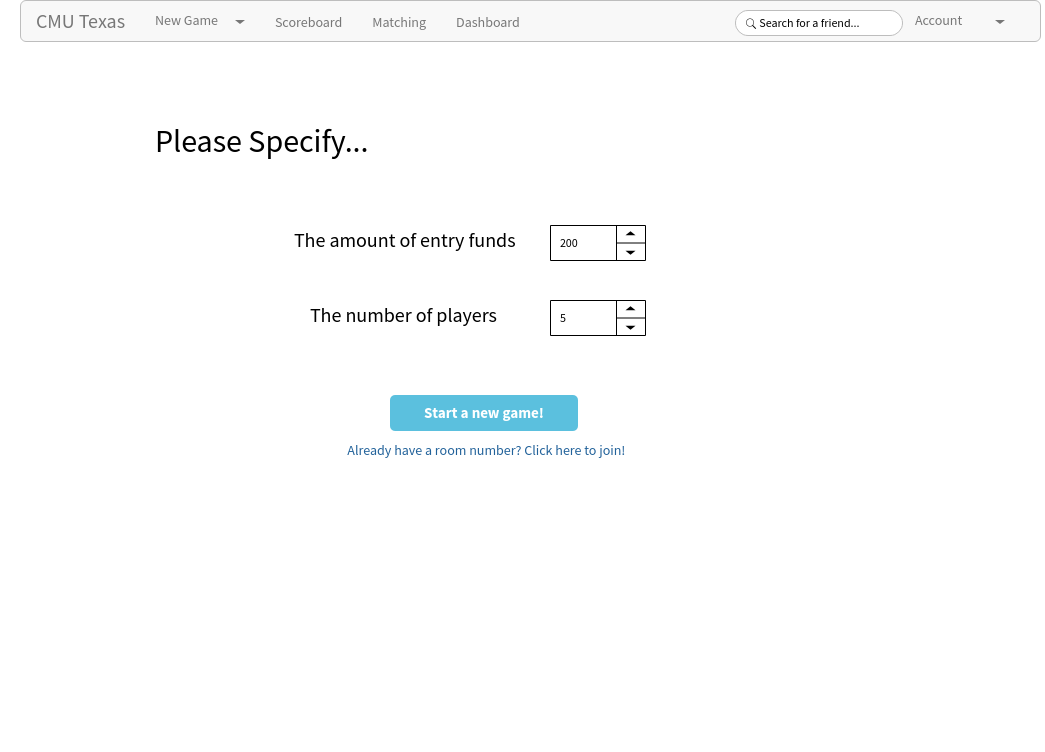 CMU Texas New Game Scoreboard Matching Dashboard Search for a friend... Account
Please Specify...
The amount of entry funds 200
The number of players 5
Start a new game!
Already have a room number? Click here to join!